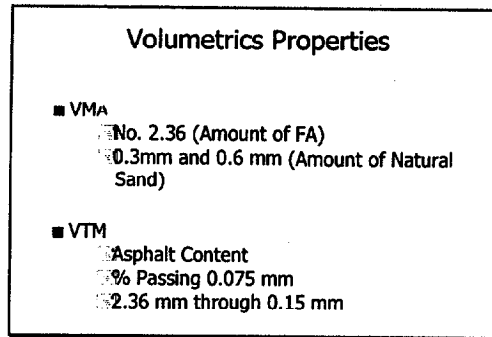 Volumetrics Properties
VMA
No. 2.36 (Amount of FA)
0.3mm and 0.6 mm (Amount of Natural
Sand)
VTM
Asphalt Content
% Passing 0.075 mm
2.36 mm through 0.15 mm